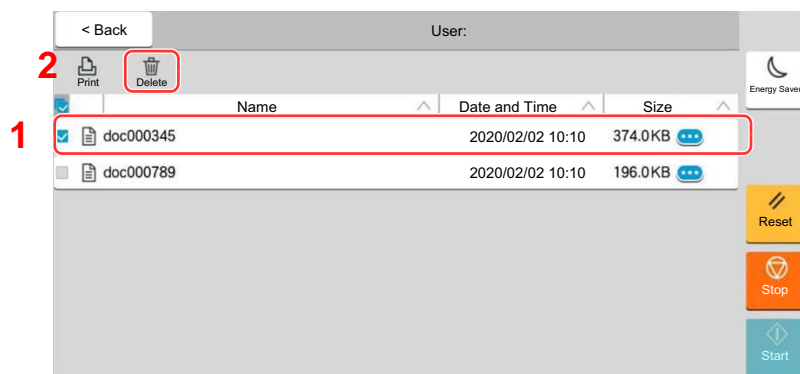 < Back User:
2 Print Delete Energy Saver
Name Date and Time Size
1 doc000345 2020/02/02 10:10 374.0KB
doc000789 2020/02/02 10:10 196.0KB
Reset
Stop
Start